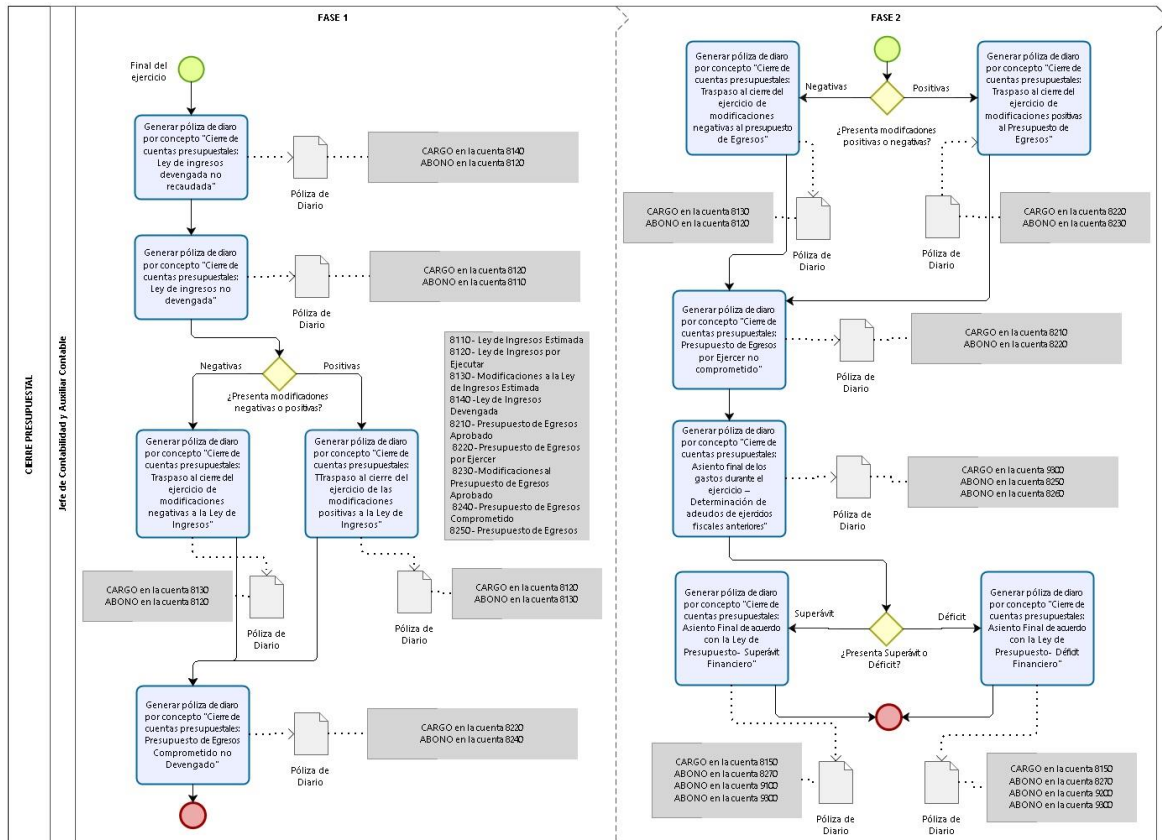 CIERRE PRESUPUESTAL
Jefe de Contabilidad y Auxiliar Contable
FASE 1
Final del
ejercicio
Generar póliza de diaro
por concepto "Cierre de
cuentas presupuestales:
Ley de ingresos
devengada no
recaudada"
Póliza de
Diario
CARGO en la cuenta 8140
ABONO en la cuenta 8120
Generar póliza de diaro
por concepto "Cierre de
cuentas presupuestales:
Ley de ingresos no
devengada"
Póliza de
Diario
CARGO en la cuenta 8120
ABONO en la cuenta 8110
Negativas
Positivas
¿Presenta modificaciones
negativas o positivas?
8110- Ley de Ingresos Estimada
8120- Ley de Ingresos por
Ejecutar
8130- Modificaciones a la Ley
de Ingresos Estimada
8140-Ley de Ingresos
Devengada
8210- Presupuesto de Egresos
Aprobado
8220-Presupuesto de Egresos
por Ejercer
8230-Modificaciones al
Presupuesto de Egresos
Aprobado
8240-Presupuesto de Egresos
Comprometido
8250-Presupuesto de Egresos
Generar póliza de diaro
por concepto "Cierre de
cuentas presupuestales:
Traspaso al cierre del
ejercicio de
modificaciones
negativas a la Ley de
Ingresos"
Generar póliza de diaro
por concepto "Cierre de
cuentas presupuestales:
TTraspaso al cierre del
ejercicio de las
modificaciones
positivas a la Ley de
Ingresos"
CARGO en la cuenta 8130
ABONO en la cuenta 8120
Póliza de
Diario
Póliza de
Diario
CARGO en la cuenta 8120
ABONO en la cuenta 8130
Generar póliza de diaro
por concepto "Cierre de
cuentas presupuestales:
Presupuesto de Egresos
Comprometido no
Devengado"
Póliza de
Diario
CARGO en la cuenta 8220
ABONO en la cuenta 8240
FASE 2
Generar póliza de diaro
por concepto "Cierre de
cuentas presupuestales:
Traspaso al cierre del
ejercicio de
modificaciones
negativas al presupuesto
de Egresos"
Negativas
Positivas
¿Presenta modificaciones
positivas o negativas?
Generar póliza de diaro
por concepto "Cierre de
cuentas presupuestales:
Traspaso al cierre del
ejercicio de
modificaciones positivas
al Presupuesto de
Egresos"
CARGO en la cuenta 8130
ABONO en la cuenta 8120
Póliza de
Diario
Póliza de
Diario
CARGO en la cuenta 8220
ABONO en la cuenta 8230
Generar póliza de diaro
por concepto "Cierre de
cuentas presupuestales:
Presupuesto de Egresos
por Ejercer no
comprometido"
Póliza de
Diario
CARGO en la cuenta 8210
ABONO en la cuenta 8220
Generar póliza de diaro
por concepto "Cierre de
cuentas presupuestales:
Asiento final de los
gastos durante el
ejercicio –
Determinación de
adeudos de ejercicios
fiscales anteriores"
Póliza de
Diario
CARGO en la cuenta 9300
ABONO en la cuenta 8250
ABONO en la cuenta 8260
Generar póliza de diaro
por concepto "Cierre de
cuentas presupuestales:
Asiento Final de acuerdo
con la Ley de
Presupuesto- Superávit
Financiero"
Superávit
Déficit
¿Presenta Superávit o
Déficit?
Generar póliza de diaro
por concepto "Cierre de
cuentas presupuestales:
Asiento Final de acuerdo
con la Ley de
Presupuesto- Déficit
Financiero"
CARGO en la cuenta 8150
ABONO en la cuenta 8270
ABONO en la cuenta 9100
ABONO en la cuenta 9300
Póliza de
Diario
Póliza de
Diario
CARGO en la cuenta 8150
ABONO en la cuenta 8270
ABONO en la cuenta 9200
ABONO en la cuenta 9300